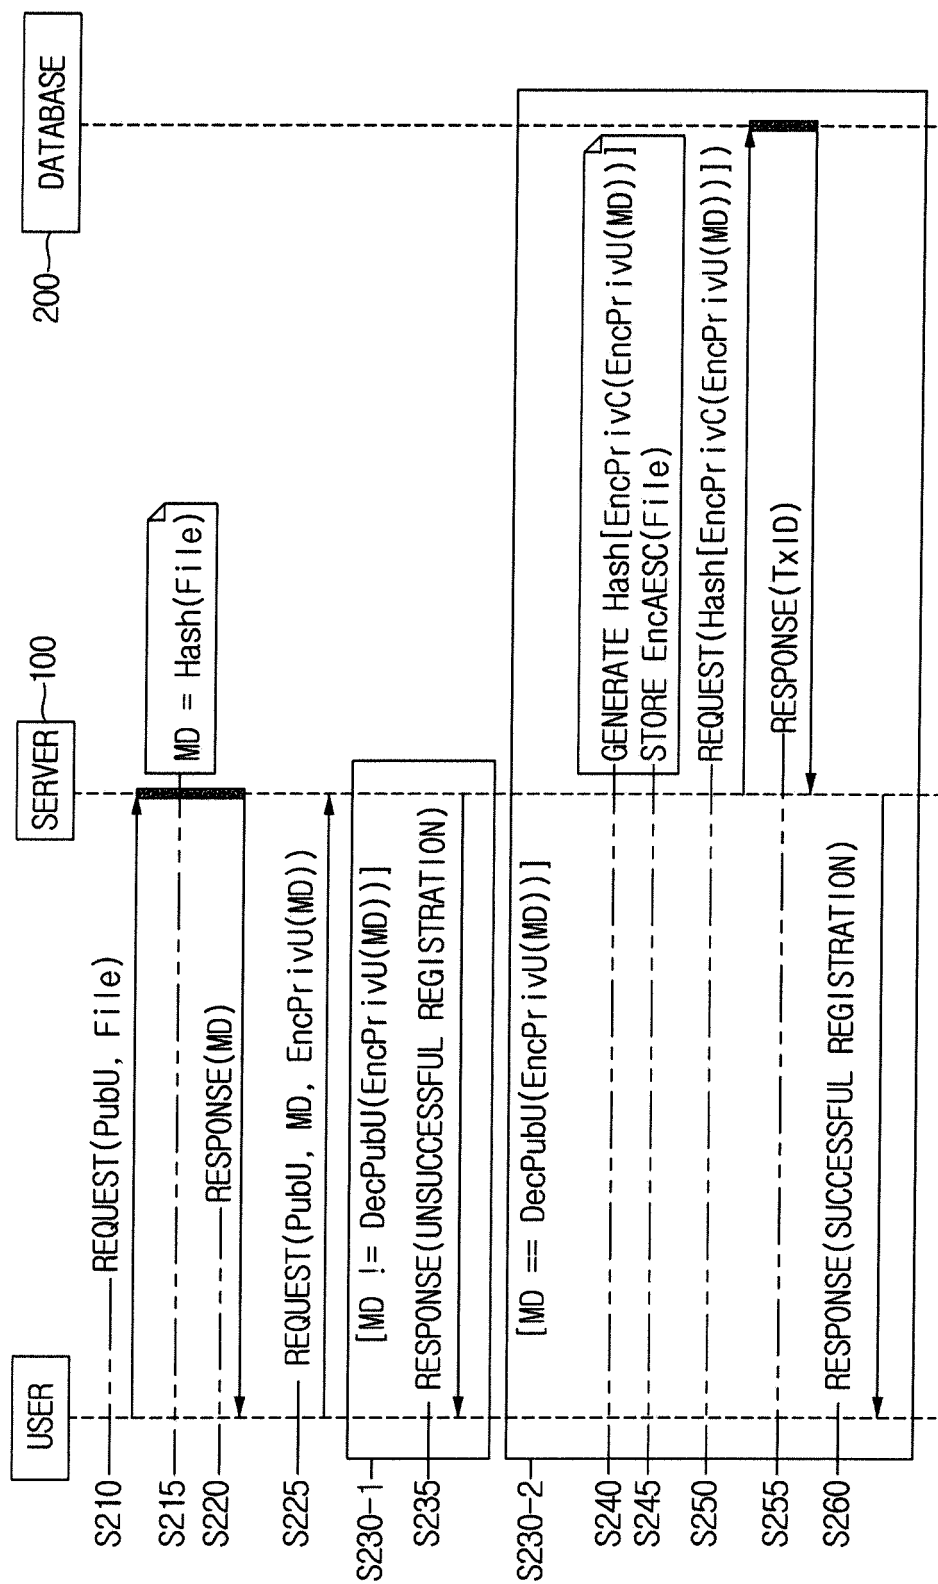 USER
SERVER
100
DATABASE
200
S210
REQUEST(PubU, File)
S215
MD = Hash(File)
S220
RESPONSE(MD)
S225
REQUEST(PubU, MD, EncPrivU(MD))
S230-1
[MD != DecPubU(EncPrivU(MD))]
S235
RESPONSE(UNSUCCESSFUL REGISTRATION)
S230-2
[MD == DecPubU(EncPrivU(MD))]
S240
GENERATE Hash[EncPrivC(EncPrivU(MD))]
S245
STORE EncAESC(File)
S250
REQUEST(Hash[EncPrivC(EncPrivU(MD))])
S255
RESPONSE(TxID)
S260
RESPONSE(SUCCESSFUL REGISTRATION)